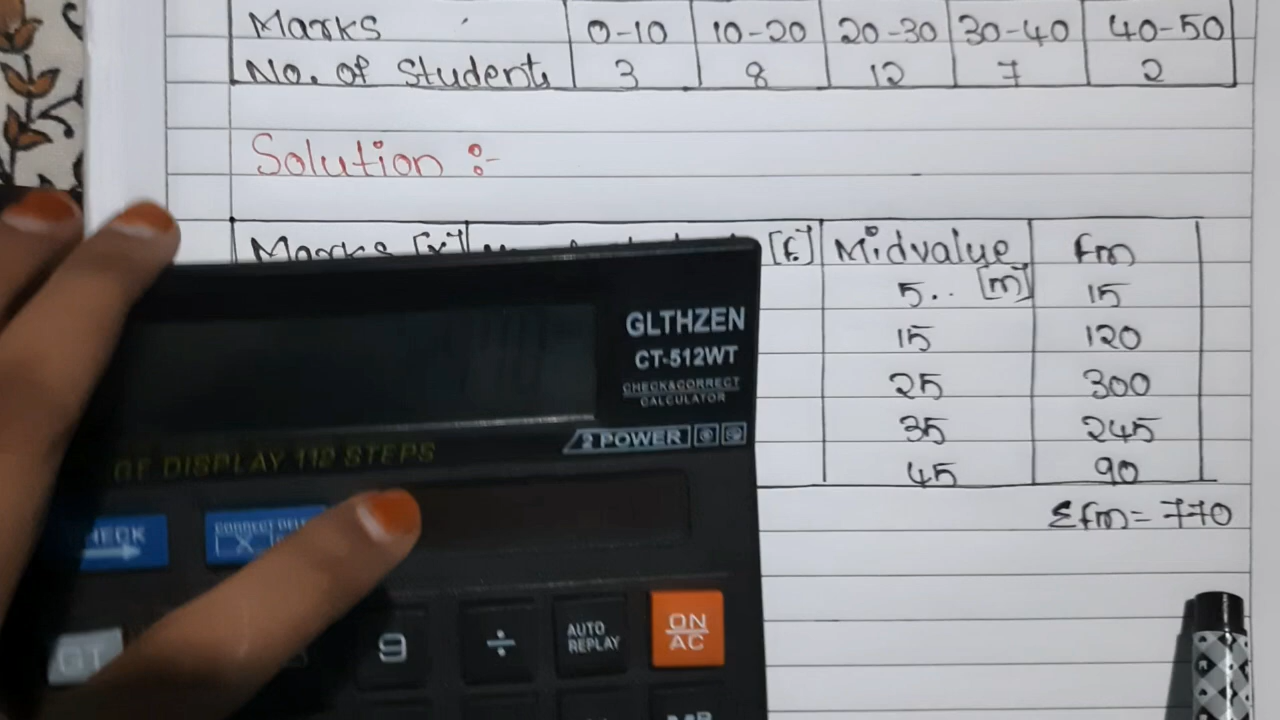 Marks 0-10 10-20 20-30 30-40 40-50
No. of Students 3 8 12 7 2
Solution :-
Marks [x] [f] Midvalue fm
5.. [m] 15
15 120
25 300
35 245
45 90
Σfm = 770
GLTHZEN
CT-512WT
CHECK&CORRECT
CALCULATOR
2 POWER
DISPLAY 112 STEPS
CORRECT
GT 9 ÷ AUTO REPLAY ON/AC